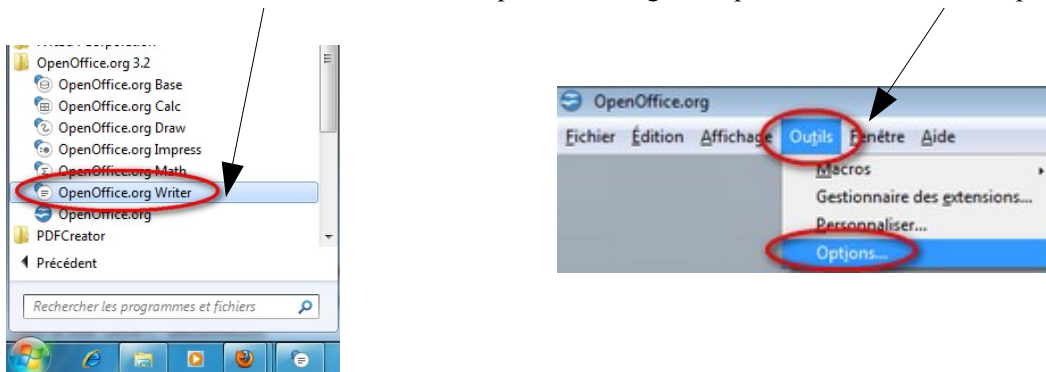 OpenOffice.org 3.2
OpenOffice.org Base
OpenOffice.org Calc
OpenOffice.org Draw
OpenOffice.org Impress
OpenOffice.org Math
OpenOffice.org Writer
OpenOffice.org
PDFCreator
Précédent
Rechercher les programmes et fichiers
OpenOffice.org
Fichier Édition Affichage Outils Fenêtre Aide
Macros
Gestionnaire des extensions...
Personnaliser...
Options...